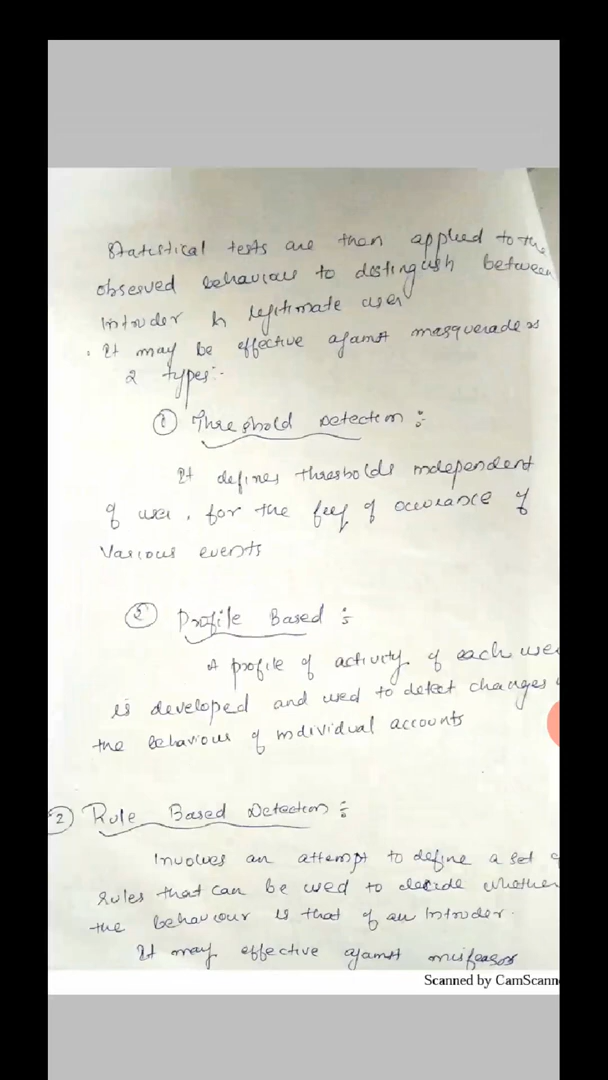 Statistical tests are then applied to the
observed behaviour to distinguish between
Intruder & legitimate user
. It may be effective against masqueraders
2 types:-
① Threshold Detection :-
It defines thresholds independent
of user, for the freq of occurance of
Various events
② Profile Based :-
A profile of activity of each use
is developed and used to detect changes
the behaviour of individual accounts
② Rule Based Detection :-
Involves an attempt to define a set o
rules that can be used to decide whether
the behaviour is that of an Intruder.
It may effective against misfeasor
Scanned by CamScanne